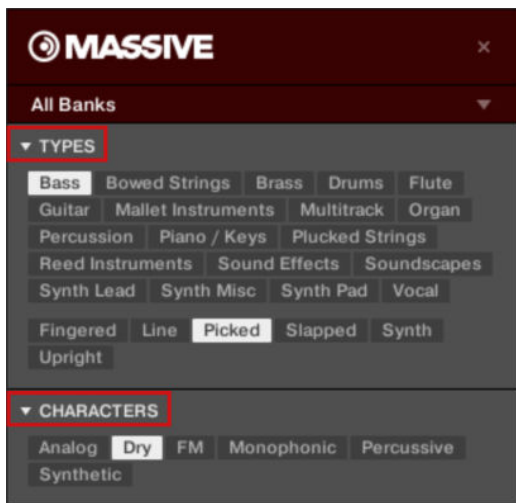 MASSIVE ×
All Banks
TYPES
Bass Bowed Strings Brass Drums Flute
Guitar Mallet Instruments Multitrack Organ
Percussion Piano / Keys Plucked Strings
Reed Instruments Sound Effects Soundscapes
Synth Lead Synth Misc Synth Pad Vocal
Fingered Line Picked Slapped Synth
Upright
CHARACTERS
Analog Dry FM Monophonic Percussive
Synthetic